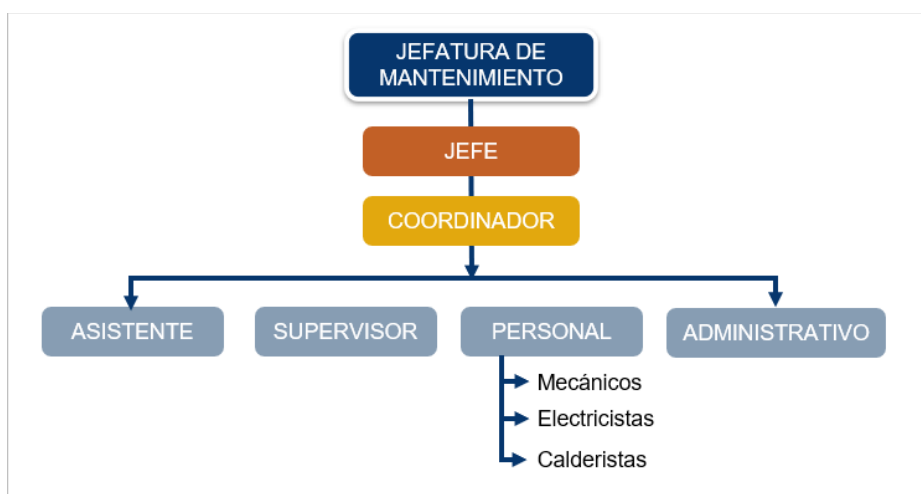 JEFATURA DE
MANTENIMIENTO
JEFE
COORDINADOR
ASISTENTE
SUPERVISOR
PERSONAL
ADMINISTRATIVO
Mecánicos
Electricistas
Calderistas